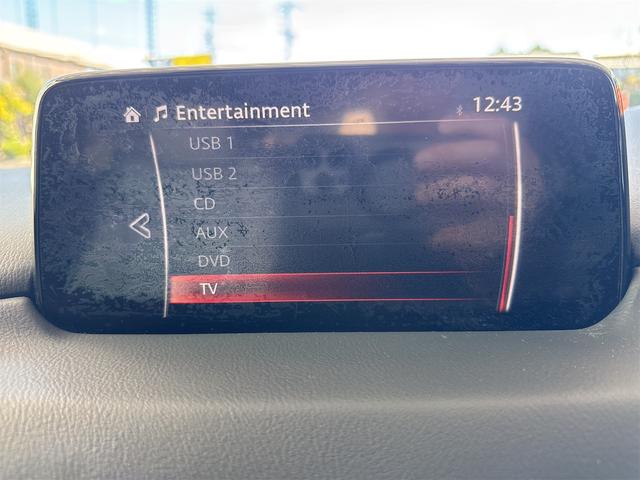 Entertainment 12:43
USB 1
USB 2
CD
AUX
DVD
TV